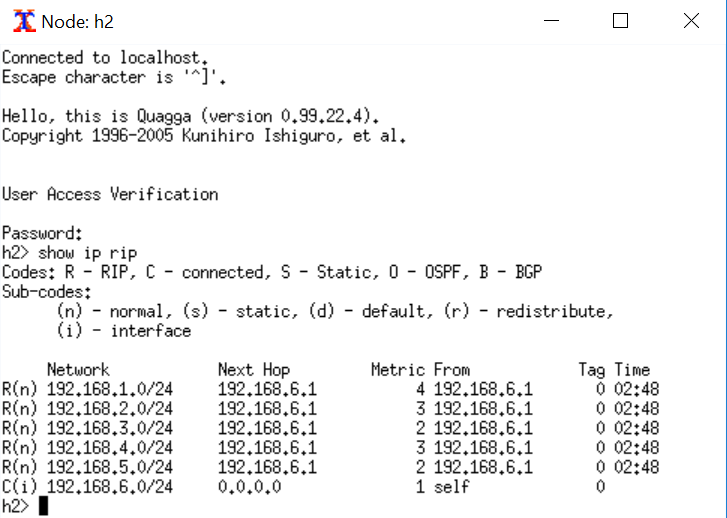 Node: h2
Connected to localhost.
Escape character is '^]'.
Hello, this is Quagga (version 0.99.22.4).
Copyright 1996-2005 Kunihiro Ishiguro, et al.
User Access Verification
Password:
h2> show ip rip
Codes: R - RIP, C - connected, S - Static, O - OSPF, B - BGP
Sub-codes:
      (n) - normal, (s) - static, (d) - default, (r) - redistribute,
      (i) - interface
     Network            Next Hop         Metric From            Tag Time
R(n) 192.168.1.0/24     192.168.6.1           4 192.168.6.1       0 02:48
R(n) 192.168.2.0/24     192.168.6.1           3 192.168.6.1       0 02:48
R(n) 192.168.3.0/24     192.168.6.1           2 192.168.6.1       0 02:48
R(n) 192.168.4.0/24     192.168.6.1           3 192.168.6.1       0 02:48
R(n) 192.168.5.0/24     192.168.6.1           2 192.168.6.1       0 02:48
C(i) 192.168.6.0/24     0.0.0.0               1 self              0
h2>